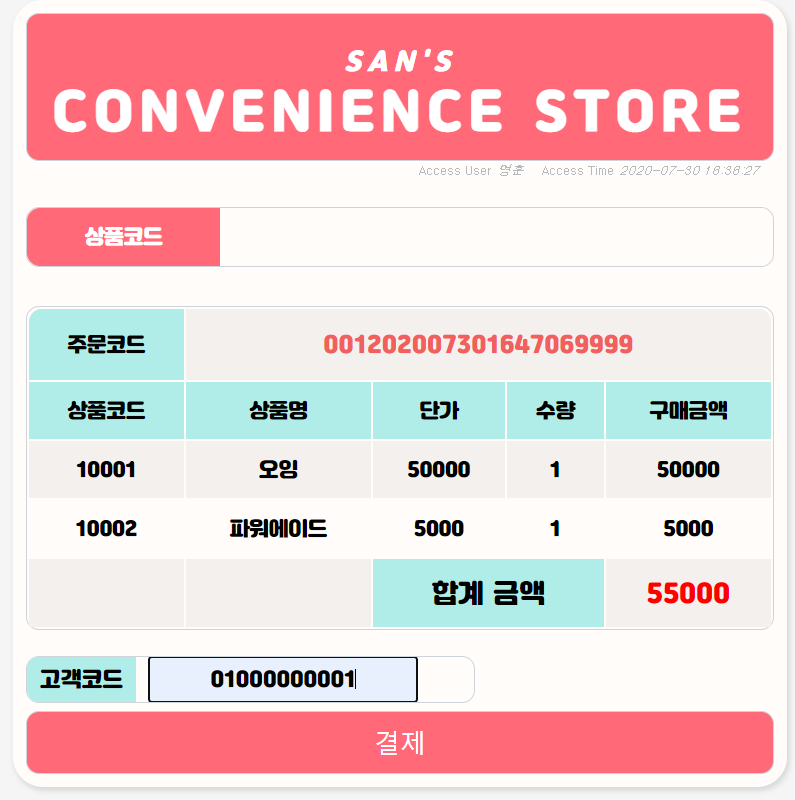 SAN'S
CONVENIENCE STORE
Access User 영훈 Access Time 2020-07-30 16:36:27
상품코드
주문코드 001202007301647069999
상품코드 상품명 단가 수량 구매금액
10001 오잉 50000 1 50000
10002 파워에이드 5000 1 5000
합계 금액 55000
고객코드 01000000001
결제